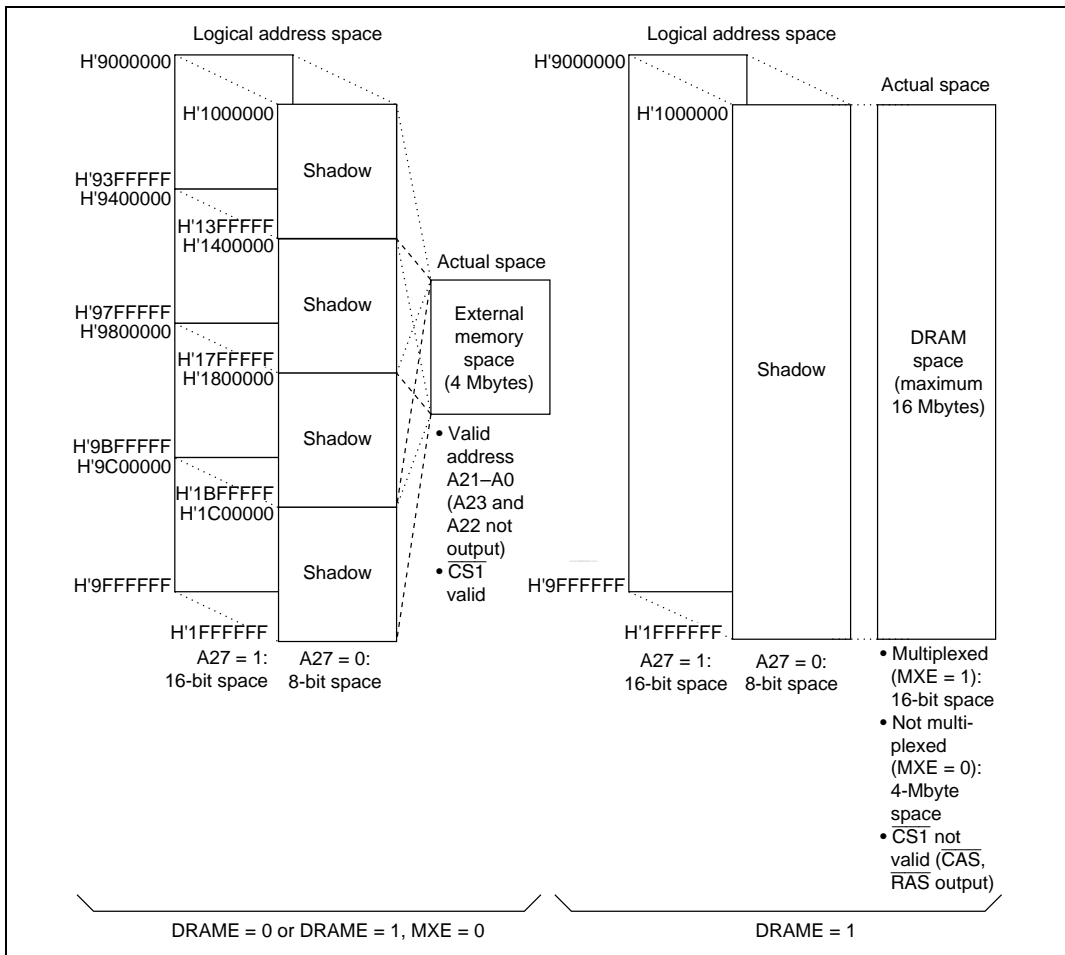 Logical address space
H'9000000
H'1000000
Shadow
H'93FFFFF
H'9400000
H'13FFFFF
H'1400000
Shadow
H'97FFFFF
H'9800000
H'17FFFFF
H'1800000
Shadow
H'9BFFFFF
H'9C00000
H'1BFFFFF
H'1C00000
Shadow
H'9FFFFFF
H'1FFFFFF
A27 = 1:
16-bit space
A27 = 0:
8-bit space
Actual space
External
memory
space
(4 Mbytes)
• Valid
address
A21–A0
(A23 and
A22 not
output)
• CS1
valid
DRAME = 0 or DRAME = 1, MXE = 0
Logical address space
H'9000000
H'1000000
Shadow
H'9FFFFFF
H'1FFFFFF
A27 = 1:
16-bit space
A27 = 0:
8-bit space
Actual space
DRAM
space
(maximum
16 Mbytes)
• Multiplexed
(MXE = 1):
16-bit space
• Not multi-
plexed
(MXE = 0):
4-Mbyte
space
• CS1 not
valid (CAS,
RAS output)
DRAME = 1